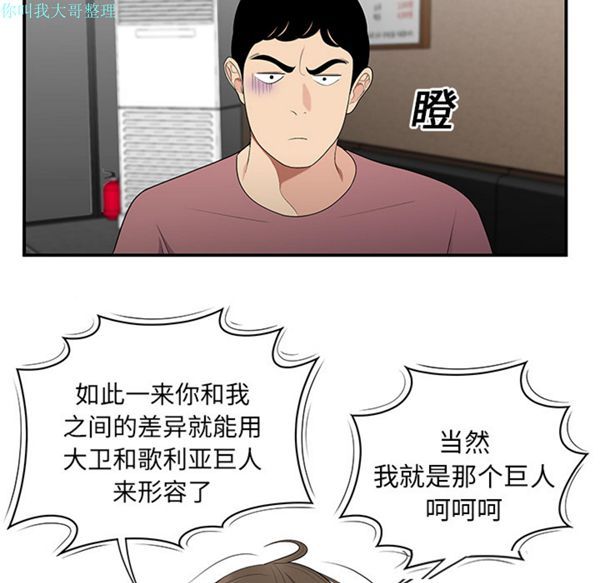 你叫我大哥整理
瞪
如此一来你和我
之间的差异就能用
大卫和歌利亚巨人
来形容了
当然
我就是那个巨人
呵呵呵